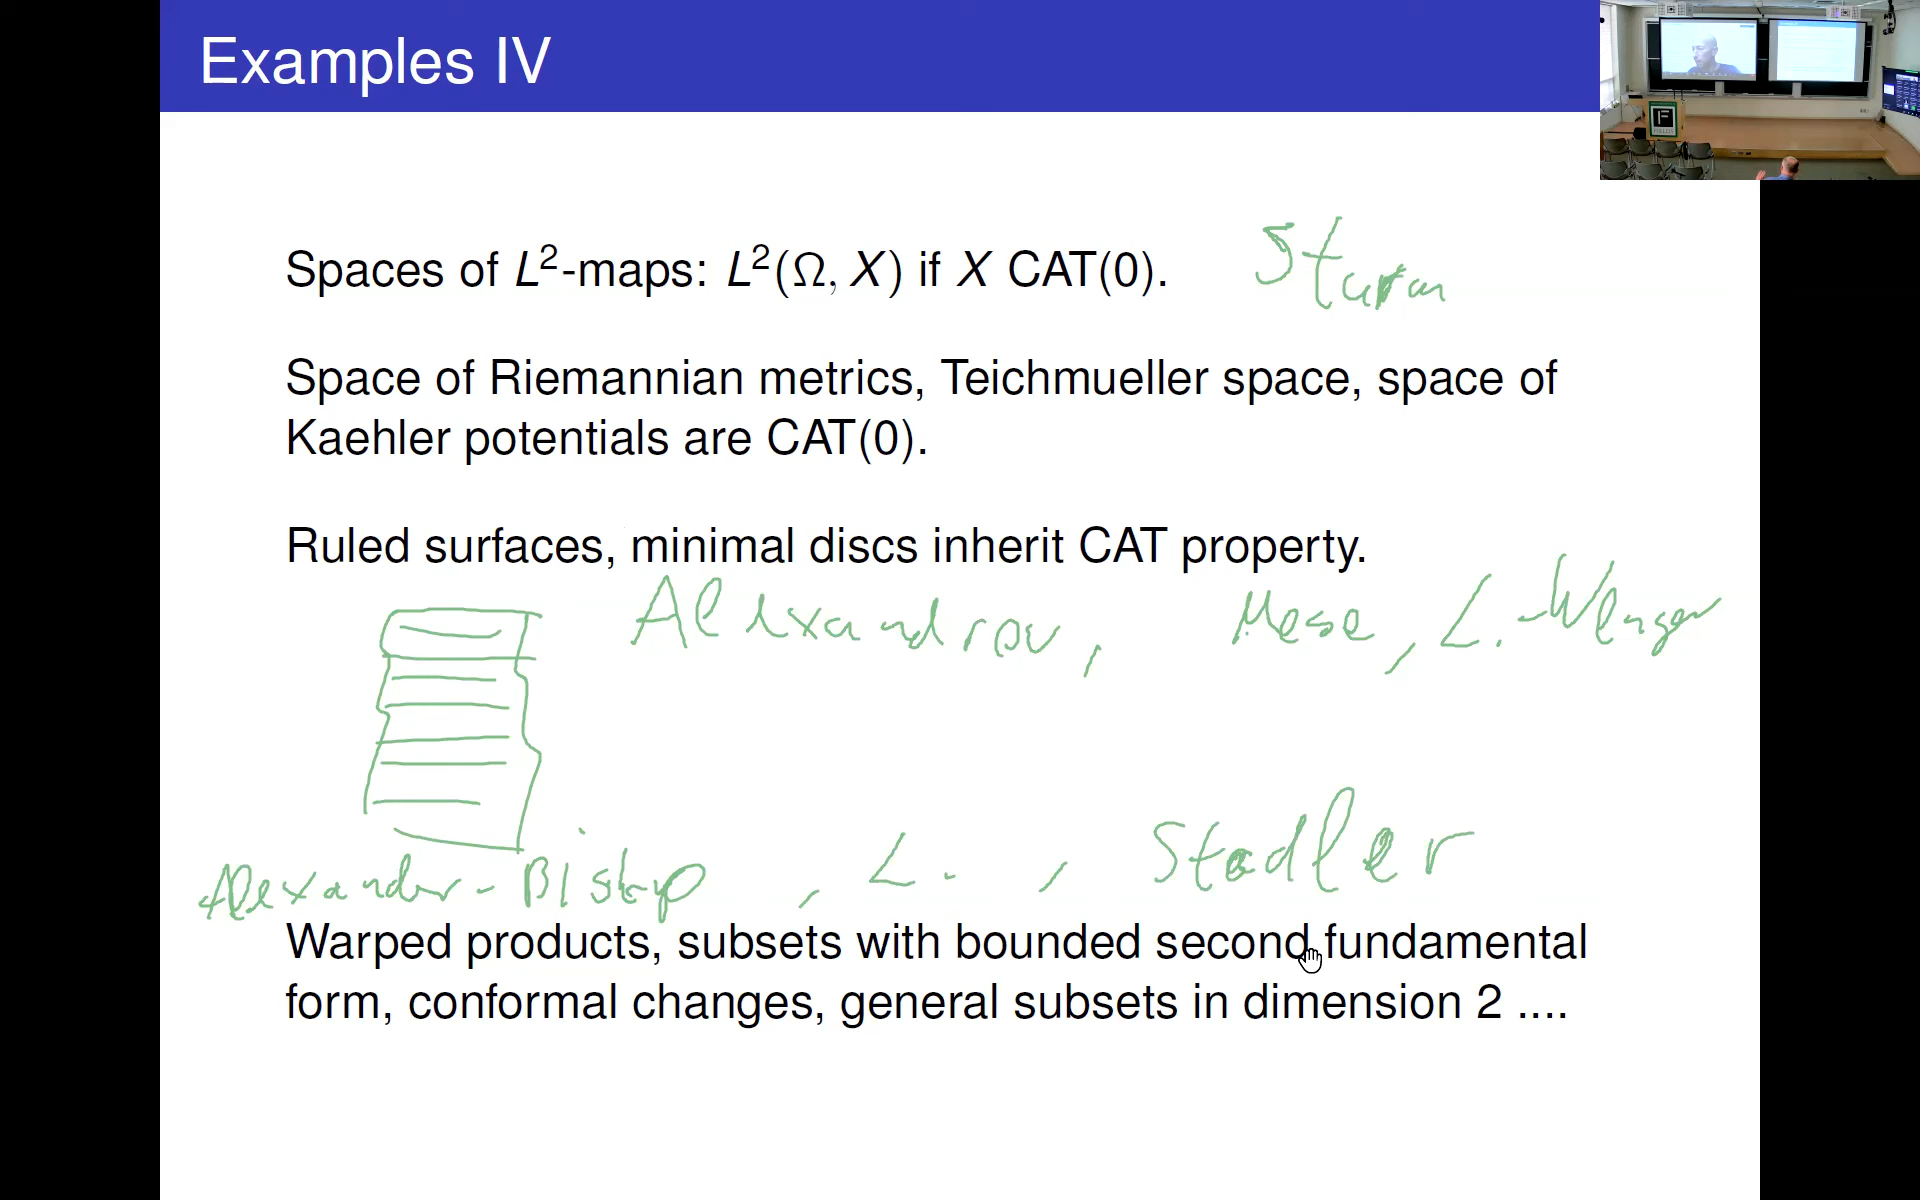 Examples IV
Spaces of L²-maps: L²(Ω, X) if X CAT(0). Sturm
Space of Riemannian metrics, Teichmueller space, space of
Kaehler potentials are CAT(0).
Ruled surfaces, minimal discs inherit CAT property.
Alexandrov, Mese, L.-Wenger
Alexander-Bishop, L., Stadler
Warped products, subsets with bounded second fundamental
form, conformal changes, general subsets in dimension 2 ....